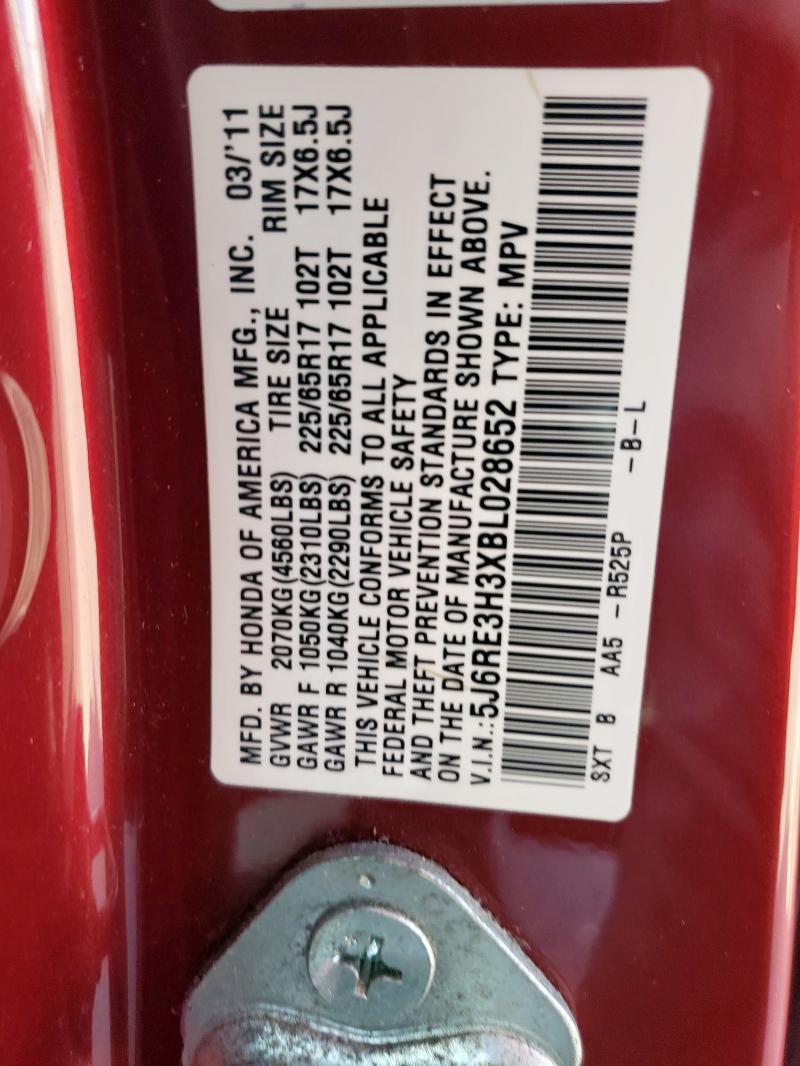 MFD. BY HONDA OF AMERICA MFG., INC. 03/'11
GVWR 2070KG(4560LBS) TIRE SIZE RIM SIZE
GAWR F 1050KG(2310LBS) 225/65R17 102T 17X6.5J
GAWR R 1040KG(2290LBS) 225/65R17 102T 17X6.5J
THIS VEHICLE CONFORMS TO ALL APPLICABLE
FEDERAL MOTOR VEHICLE SAFETY
AND THEFT PREVENTION STANDARDS IN EFFECT
ON THE DATE OF MANUFACTURE SHOWN ABOVE.
V.I.N.:5J6RE3H3XBL028652 TYPE: MPV
SXT B AA5 -R525P -B-L